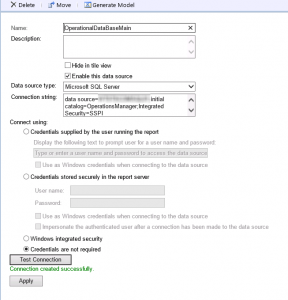 Delete Move Generate Model
Name OperationalDataBaseMain
Description:
Hide in tile view
Enable this data source
Data source type: Microsoft SQL Server
Connection string: data source= initial
catalog=OperationsManager;Integrated
Security=SSPI
Connect using:
Credentials supplied by the user running the report
Display the following text to prompt user for a user name and password:
Type or enter a user name and password to access the data source
Use as Windows credentials when connecting to the data source
Credentials stored securely in the report server
User name:
Password:
Use as Windows credentials when connecting to the data source
Impersonate the authenticated user after a connection has been made to the data source
Windows integrated security
Credentials are not required
Test Connection
Connection created successfully.
Apply